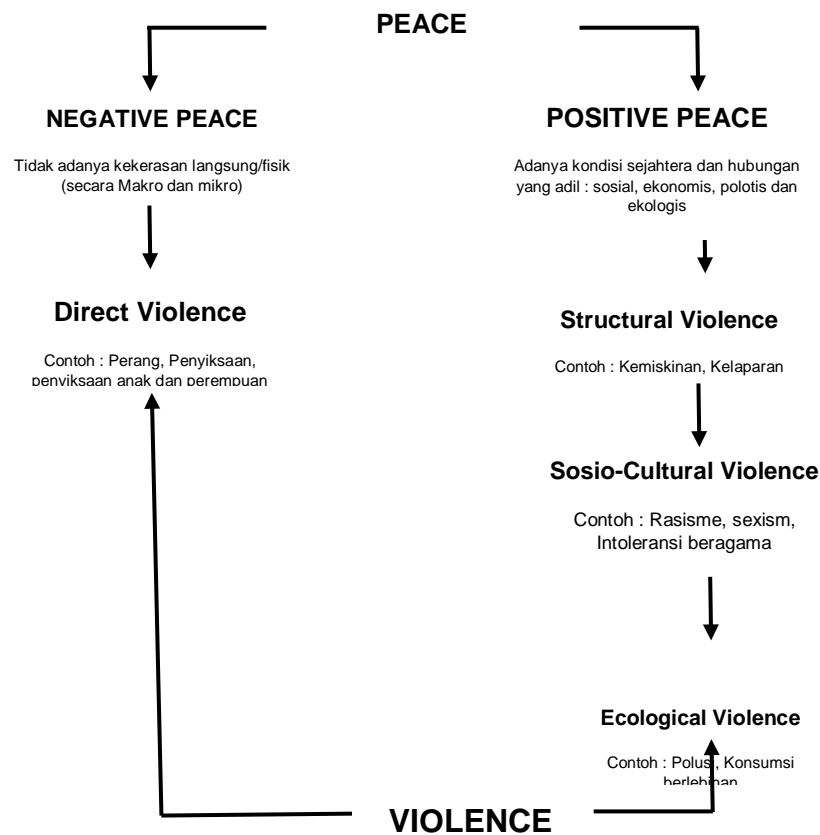 PEACE
NEGATIVE PEACE
Tidak adanya kekerasan langsung/fisik
(secara Makro dan mikro)
Direct Violence
Contoh : Perang, Penyiksaan,
penyiksaan anak dan perempuan
POSITIVE PEACE
Adanya kondisi sejahtera dan hubungan
yang adil : sosial, ekonomis, polotis dan
ekologis
Structural Violence
Contoh : Kemiskinan, Kelaparan
Sosio-Cultural Violence
Contoh : Rasisme, sexism,
Intoleransi beragama
Ecological Violence
Contoh : Polusi, Konsumsi
berlebihan
VIOLENCE